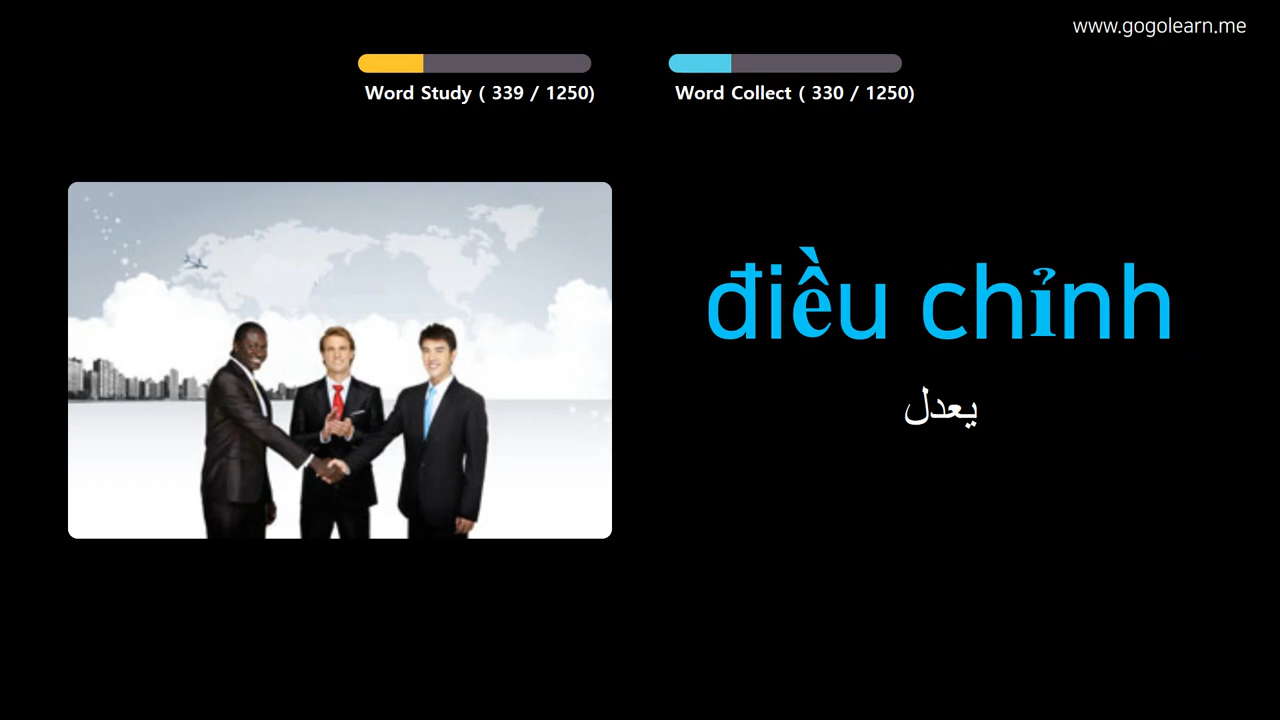 www.gogolearn.me
Word Study ( 339 / 1250)
Word Collect ( 330 / 1250)
điều chỉnh
يعدل